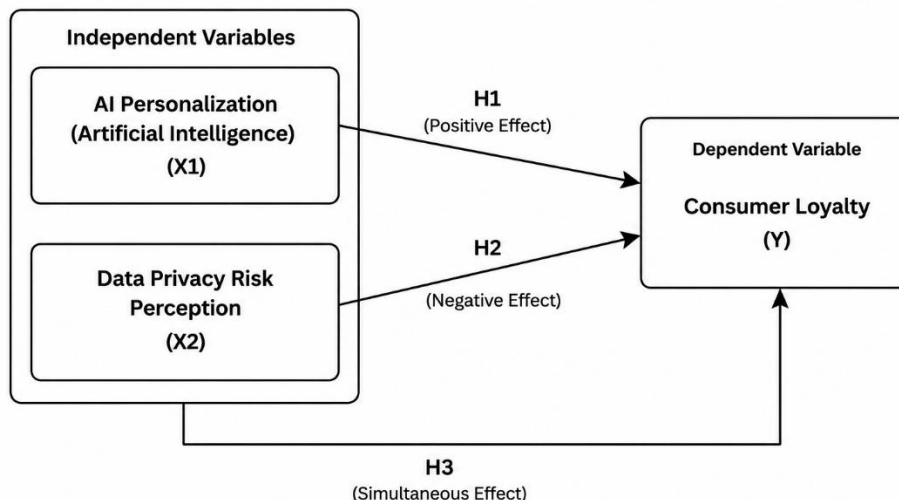 Independent Variables
AI Personalization
(Artificial Intelligence)
(X1)
Data Privacy Risk
Perception
(X2)
H1
(Positive Effect)
H2
(Negative Effect)
Dependent Variable
Consumer Loyalty
(Y)
H3
(Simultaneous Effect)